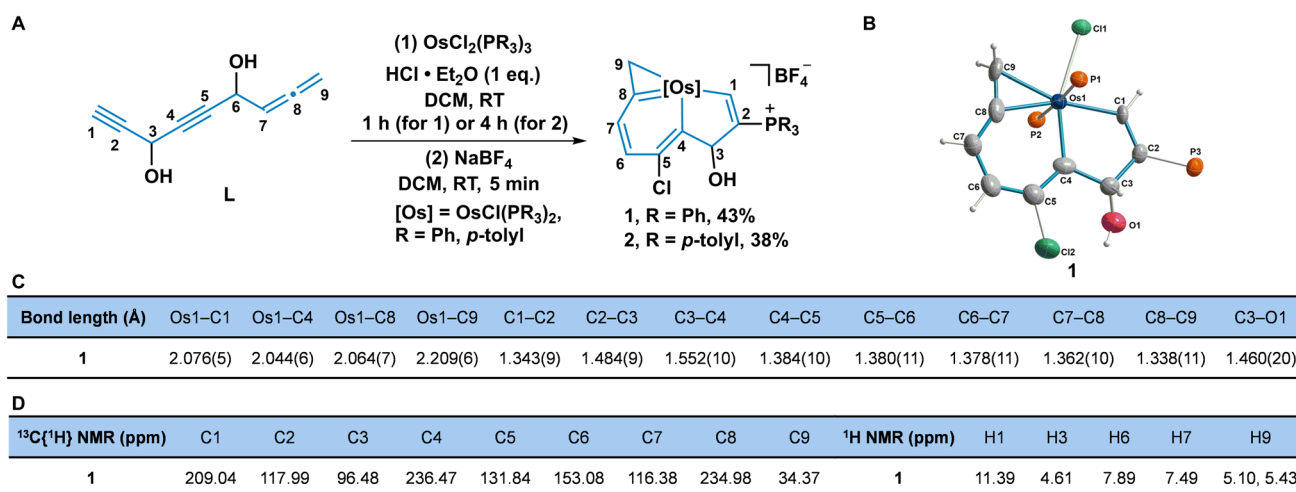 A
OH
OH
1
2
3
4
5
6
7
8
9
L
(1) OsCl2(PR3)3
HCl • Et2O (1 eq.)
DCM, RT
1 h (for 1) or 4 h (for 2)
(2) NaBF4
DCM, RT, 5 min
[Os] = OsCl(PR3)2,
R = Ph, p-tolyl
9
8
[Os]
1
2
+
PR3
7
4
3
6
5
Cl
OH
BF4−
1, R = Ph, 43%
2, R = p-tolyl, 38%
B
Cl1
C9
P1
Os1
C1
C8
P2
C7
C2
P3
C4
C3
C6
C5
O1
Cl2
1
C
Bond length (Å) Os1–C1 Os1–C4 Os1–C8 Os1–C9 C1–C2 C2–C3 C3–C4 C4–C5 C5–C6 C6–C7 C7–C8 C8–C9 C3–O1
1 2.076(5) 2.044(6) 2.064(7) 2.209(6) 1.343(9) 1.484(9) 1.552(10) 1.384(10) 1.380(11) 1.378(11) 1.362(10) 1.338(11) 1.460(20)
D
13C{1H} NMR (ppm) C1 C2 C3 C4 C5 C6 C7 C8 C9 1H NMR (ppm) H1 H3 H6 H7 H9
1 209.04 117.99 96.48 236.47 131.84 153.08 116.38 234.98 34.37 1 11.39 4.61 7.89 7.49 5.10, 5.43